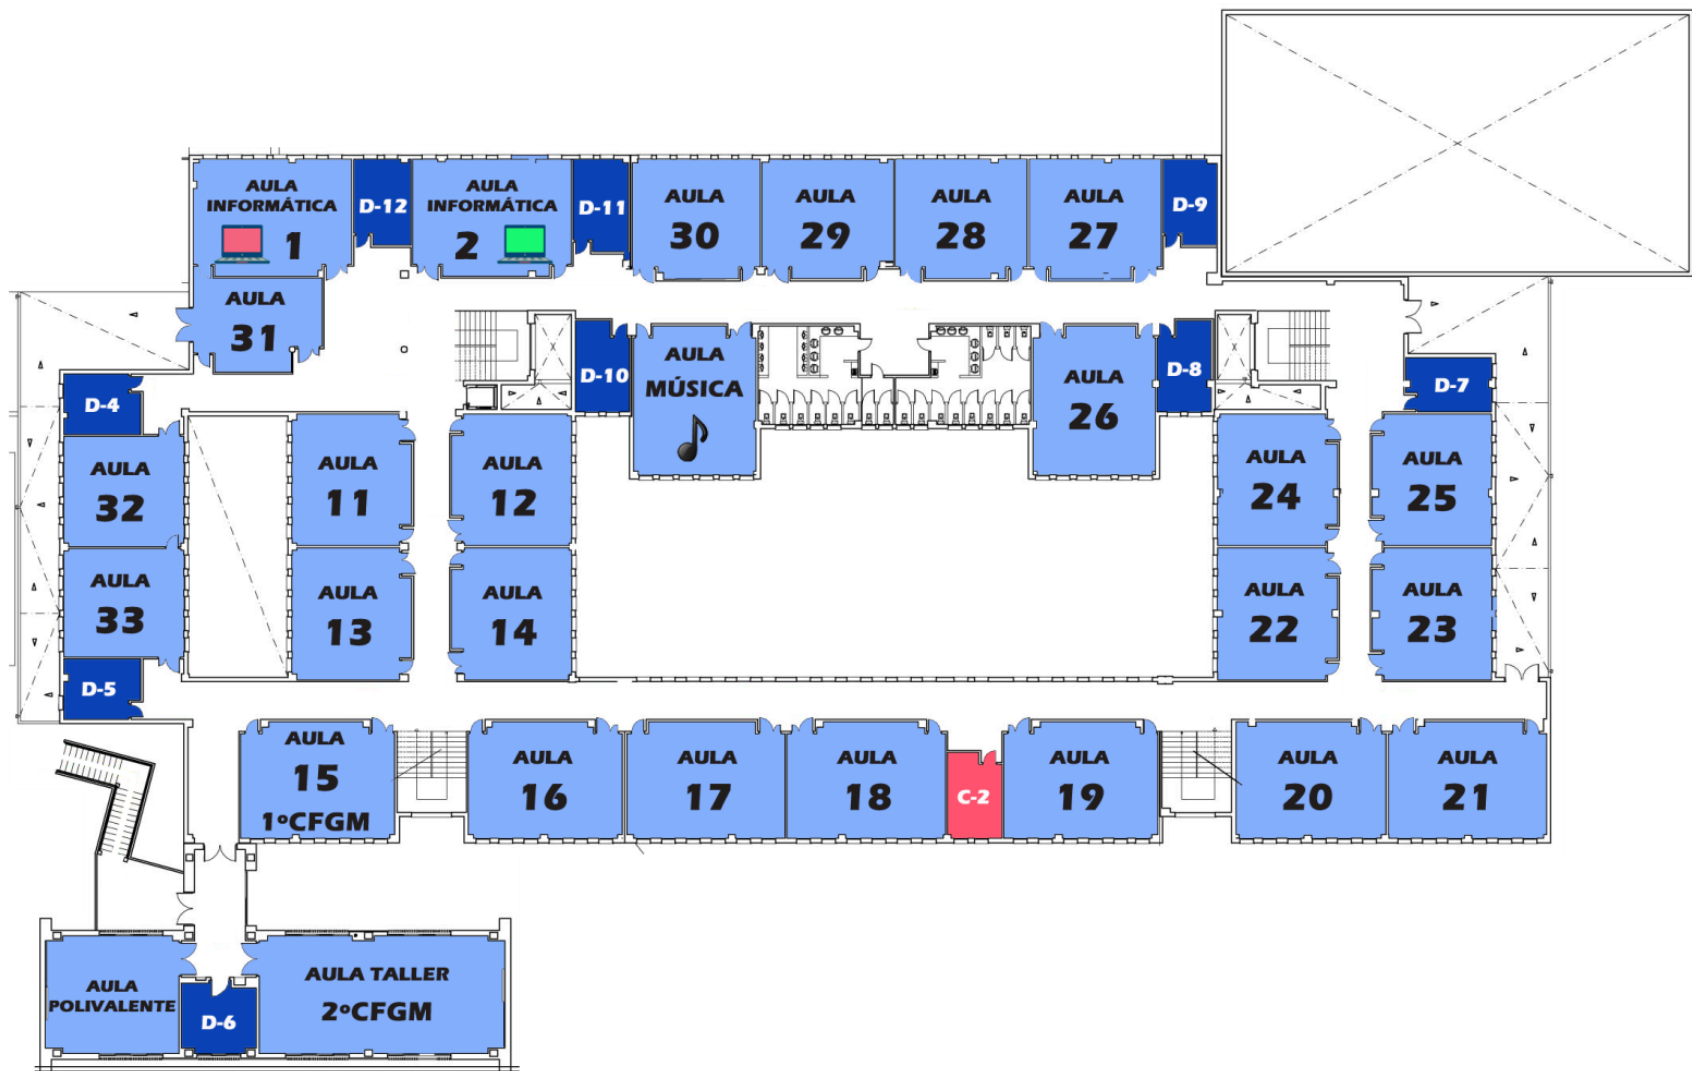 AULA
INFORMÁTICA
1
D-12
AULA
INFORMÁTICA
2
D-11
AULA
30
AULA
29
AULA
28
AULA
27
D-9
AULA
31
D-10
AULA
MÚSICA
AULA
26
D-8
D-7
D-4
AULA
32
AULA
11
AULA
12
AULA
24
AULA
25
AULA
33
AULA
13
AULA
14
AULA
22
AULA
23
D-5
AULA
15
1ºCFGM
AULA
16
AULA
17
AULA
18
C-2
AULA
19
AULA
20
AULA
21
AULA
POLIVALENTE
D-6
AULA TALLER
2ºCFGM